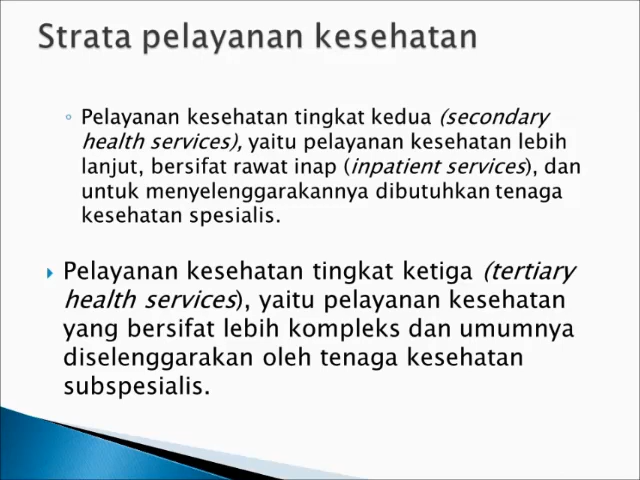 Strata pelayanan kesehatan
◦ Pelayanan kesehatan tingkat kedua (secondary
health services), yaitu pelayanan kesehatan lebih
lanjut, bersifat rawat inap (inpatient services), dan
untuk menyelenggarakannya dibutuhkan tenaga
kesehatan spesialis.
Pelayanan kesehatan tingkat ketiga (tertiary
health services), yaitu pelayanan kesehatan
yang bersifat lebih kompleks dan umumnya
diselenggarakan oleh tenaga kesehatan
subspesialis.